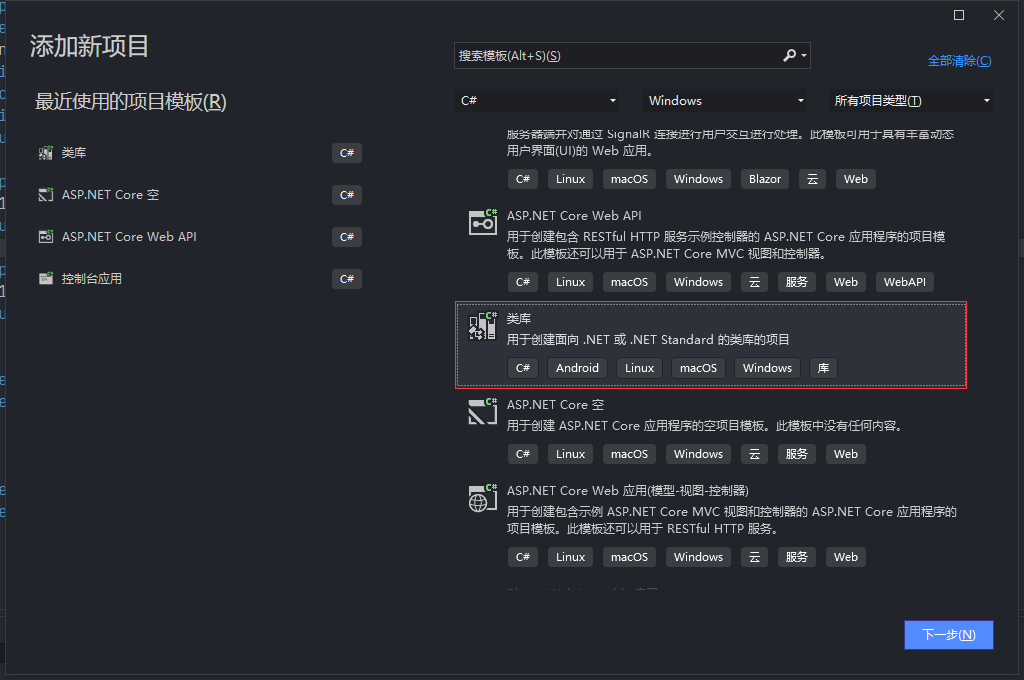 添加新项目
搜索模板(Alt+S)(S)
全部清除(C)
最近使用的项目模板(R)
C#
Windows
所有项目类型(T)
类库
C#
ASP.NET Core 空
C#
ASP.NET Core Web API
C#
控制台应用
C#
服务器端并对通过 SignalR 连接进行用户交互进行处理。此模板可用于具有丰富动态
用户界面(UI)的 Web 应用。
C# Linux macOS Windows Blazor 云 Web
ASP.NET Core Web API
用于创建包含 RESTful HTTP 服务示例控制器的 ASP.NET Core 应用程序的项目模
板。此模板还可以用于 ASP.NET Core MVC 视图和控制器。
C# Linux macOS Windows 云 服务 Web WebAPI
类库
用于创建面向 .NET 或 .NET Standard 的类库的项目
C# Android Linux macOS Windows 库
ASP.NET Core 空
用于创建 ASP.NET Core 应用程序的空项目模板。此模板中没有任何内容。
C# Linux macOS Windows 云 服务 Web
ASP.NET Core Web 应用(模型-视图-控制器)
用于创建包含示例 ASP.NET Core MVC 视图和控制器的 ASP.NET Core 应用程序的
项目模板。此模板还可以用于 RESTful HTTP 服务。
C# Linux macOS Windows 云 服务 Web
下一步(N)